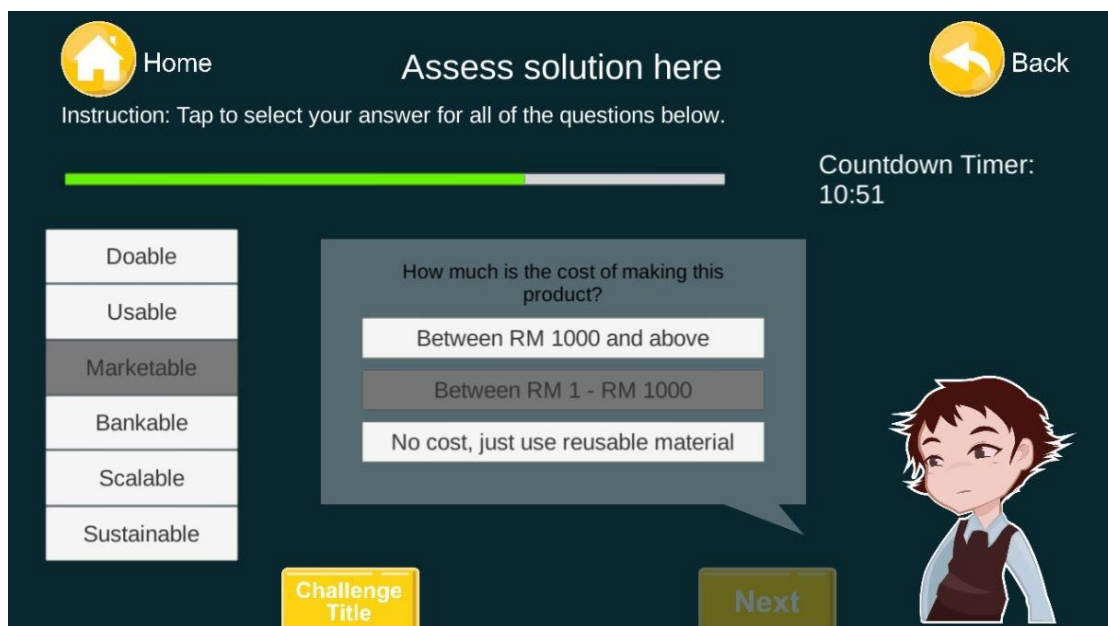 Home
Assess solution here
Back
Instruction: Tap to select your answer for all of the questions below.
Countdown Timer:
10:51
Doable
Usable
Marketable
Bankable
Scalable
Sustainable
How much is the cost of making this
product?
Between RM 1000 and above
Between RM 1 - RM 1000
No cost, just use reusable material
Challenge
Title
Next